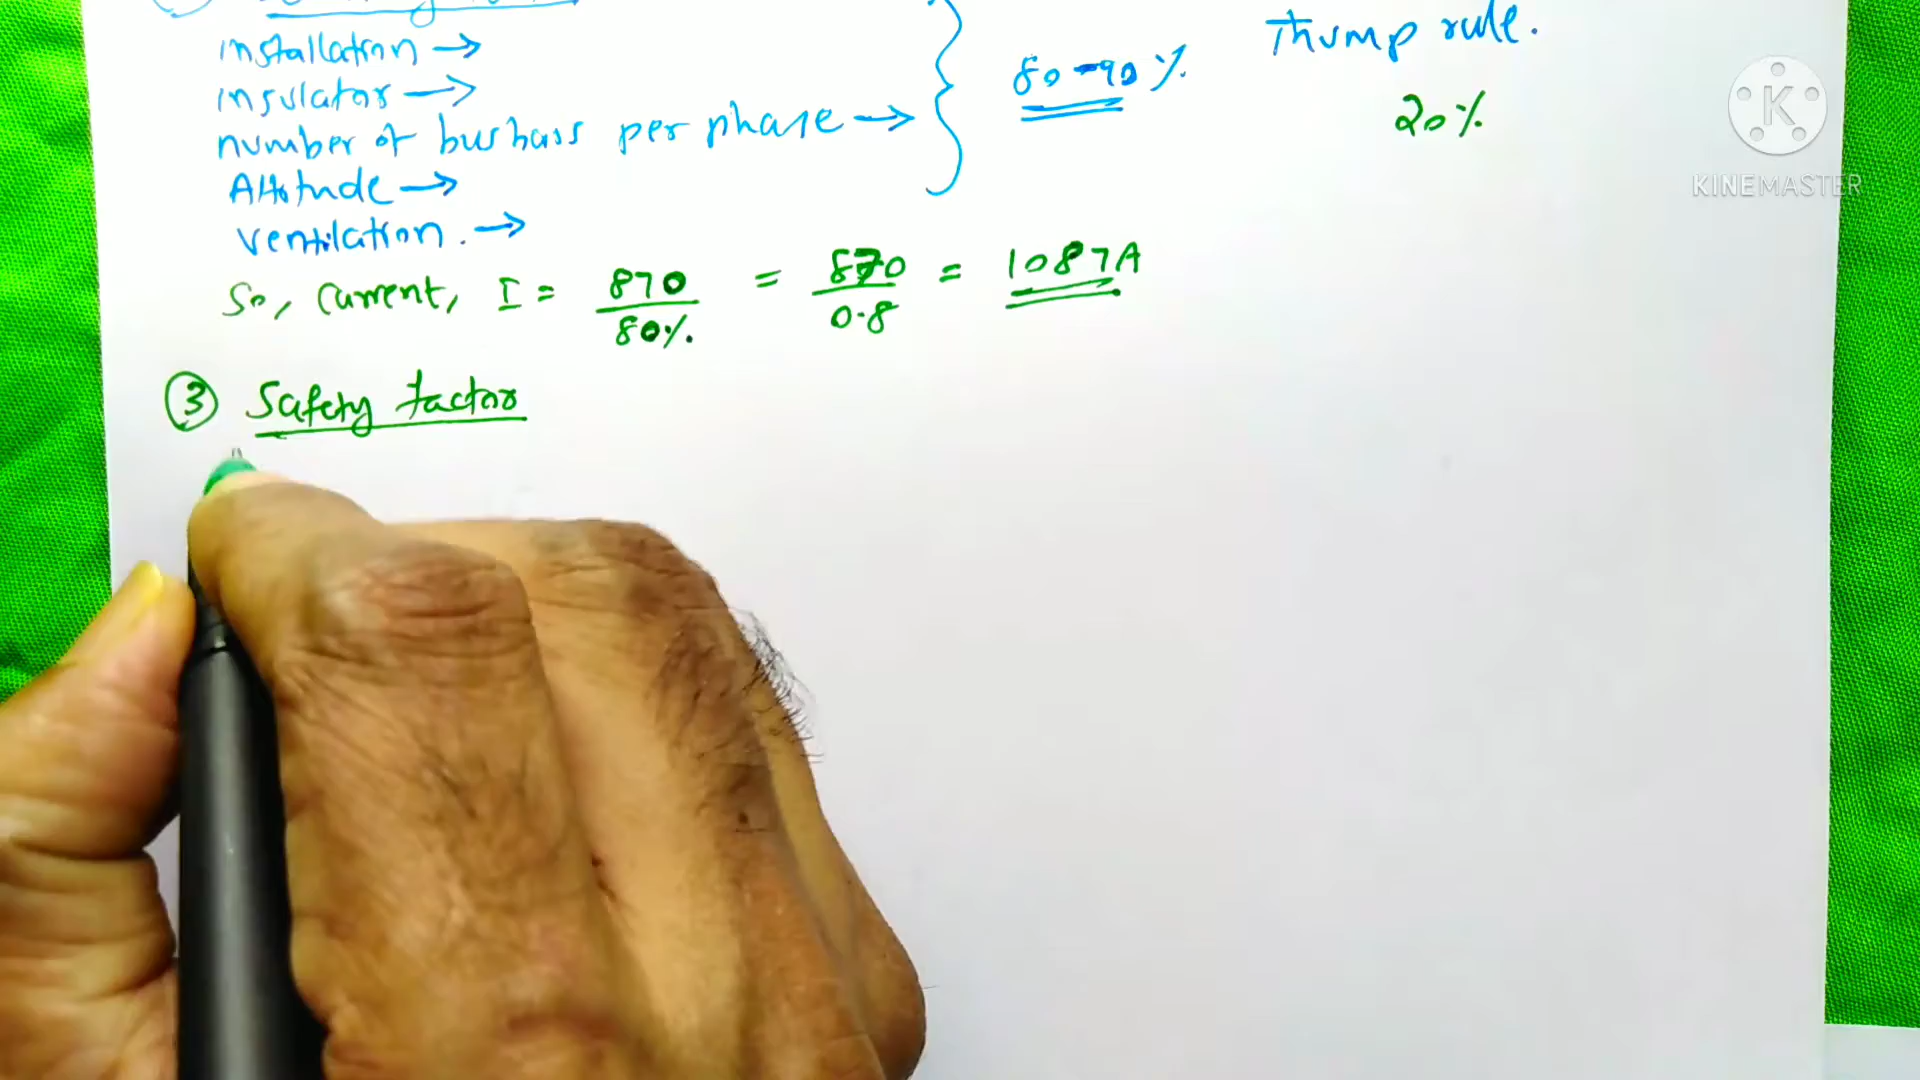 Thump rule.
installation →
80-90%
insulator →
20%
number of busbars per phase →
Altitude →
ventilation. →
So, current, I = 870/80% = 870/0.8 = 1087A
③ Safety factor
K
KINEMASTER